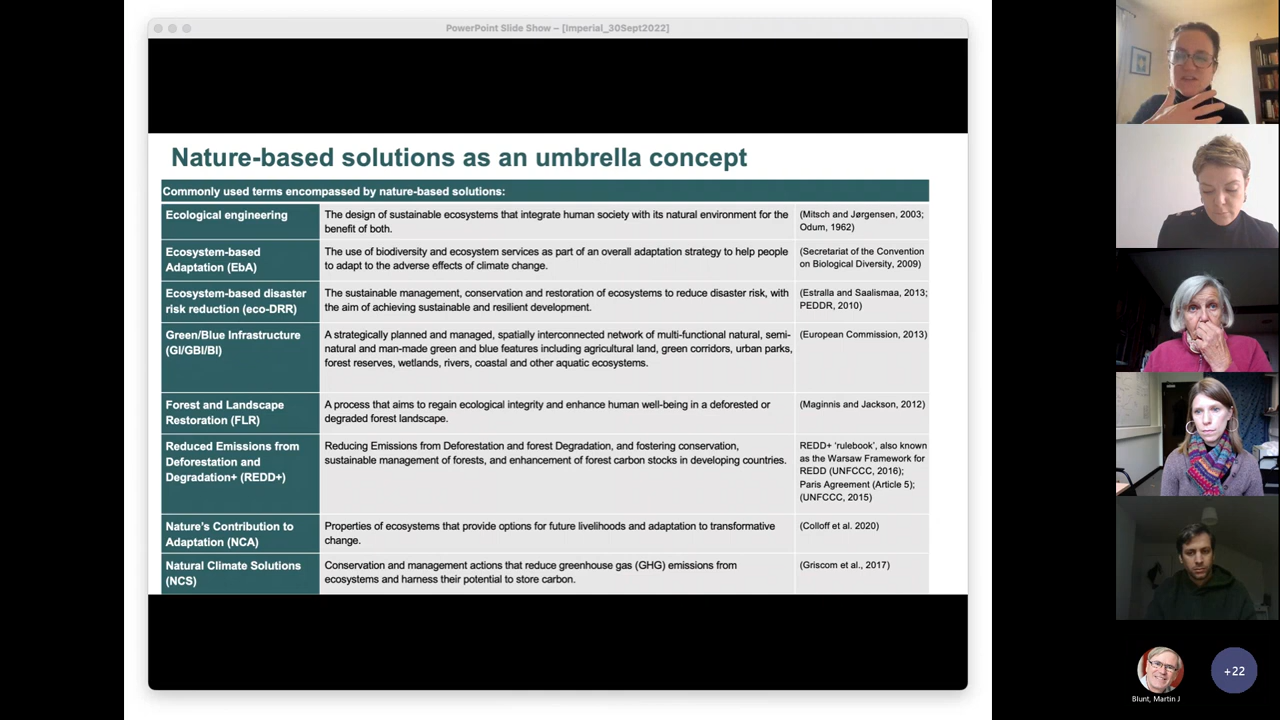 PowerPoint Slide Show – [Imperial_30Sept2022]
Nature-based solutions as an umbrella concept
Commonly used terms encompassed by nature-based solutions:
Ecological engineering
The design of sustainable ecosystems that integrate human society with its natural environment for the
benefit of both.
(Mitsch and Jørgensen, 2003;
Odum, 1962)
Ecosystem-based
Adaptation (EbA)
The use of biodiversity and ecosystem services as part of an overall adaptation strategy to help people
to adapt to the adverse effects of climate change.
(Secretariat of the Convention
on Biological Diversity, 2009)
Ecosystem-based disaster
risk reduction (eco-DRR)
The sustainable management, conservation and restoration of ecosystems to reduce disaster risk, with
the aim of achieving sustainable and resilient development.
(Estralla and Saalismaa, 2013;
PEDDR, 2010)
Green/Blue Infrastructure
(GI/GBI/BI)
A strategically planned and managed, spatially interconnected network of multi-functional natural, semi-
natural and man-made green and blue features including agricultural land, green corridors, urban parks,
forest reserves, wetlands, rivers, coastal and other aquatic ecosystems.
(European Commission, 2013)
Forest and Landscape
Restoration (FLR)
A process that aims to regain ecological integrity and enhance human well-being in a deforested or
degraded forest landscape.
(Maginnis and Jackson, 2012)
Reduced Emissions from
Deforestation and
Degradation+ (REDD+)
Reducing Emissions from Deforestation and forest Degradation, and fostering conservation,
sustainable management of forests, and enhancement of forest carbon stocks in developing countries.
REDD+ ‘rulebook’, also known
as the Warsaw Framework for
REDD (UNFCCC, 2016);
Paris Agreement (Article 5);
(UNFCCC, 2015)
Nature’s Contribution to
Adaptation (NCA)
Properties of ecosystems that provide options for future livelihoods and adaptation to transformative
change.
(Colloff et al. 2020)
Natural Climate Solutions
(NCS)
Conservation and management actions that reduce greenhouse gas (GHG) emissions from
ecosystems and harness their potential to store carbon.
(Griscom et al., 2017)
+22
Blunt, Martin J